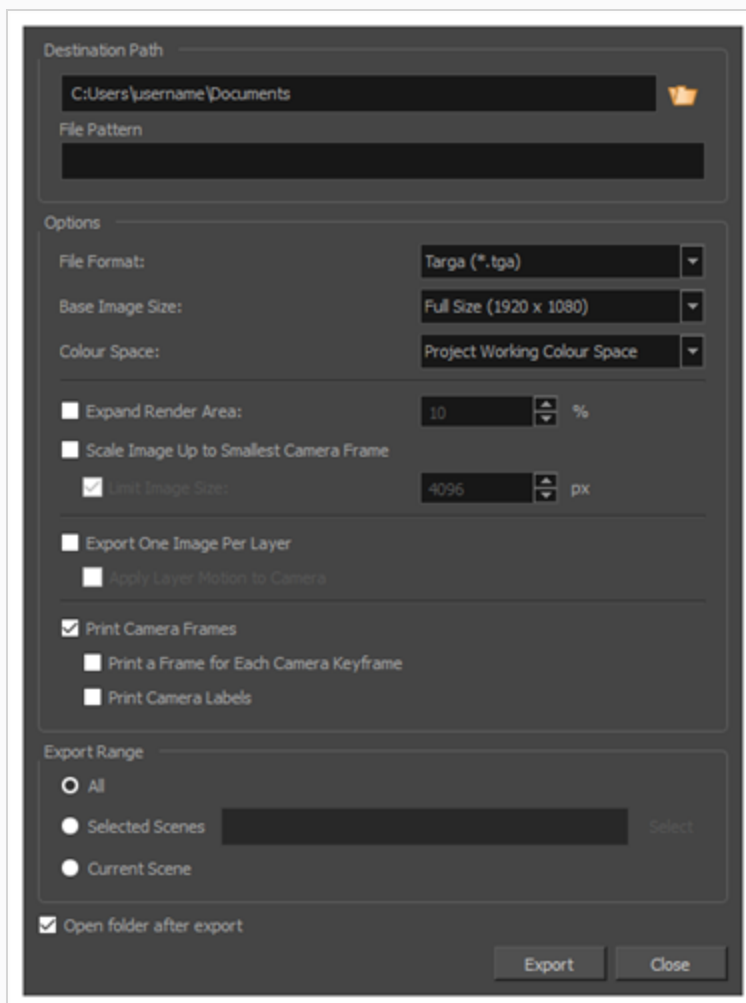 Destination Path
C:Users\username\Documents
File Pattern
Options
File Format: Targa (*.tga)
Base Image Size: Full Size (1920 x 1080)
Colour Space: Project Working Colour Space
Expand Render Area: 10 %
Scale Image Up to Smallest Camera Frame
Limit Image Size: 4096 px
Export One Image Per Layer
Apply Layer Motion to Camera
Print Camera Frames
Print a Frame for Each Camera Keyframe
Print Camera Labels
Export Range
All
Selected Scenes Select
Current Scene
Open folder after export
Export Close